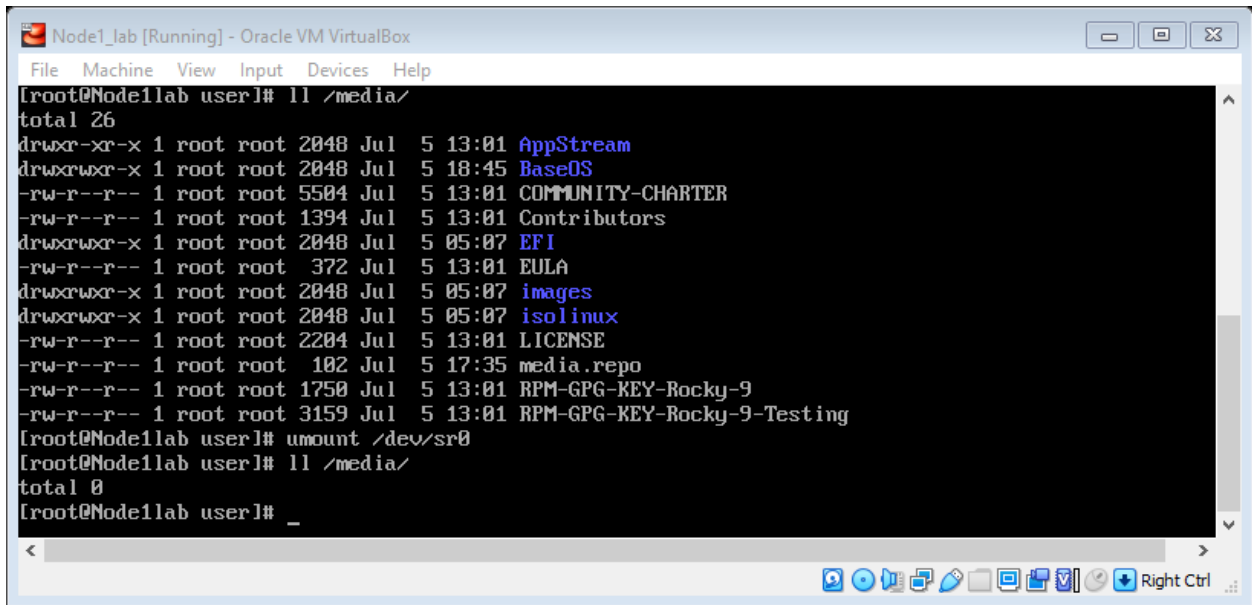 Node1_lab [Running] - Oracle VM VirtualBox
File Machine View Input Devices Help
[root@Node1lab user]# ll /media/
total 26
drwxr-xr-x 1 root root 2048 Jul  5 13:01 AppStream
drwxrwxr-x 1 root root 2048 Jul  5 18:45 BaseOS
-rw-r--r-- 1 root root 5504 Jul  5 13:01 COMMUNITY-CHARTER
-rw-r--r-- 1 root root 1394 Jul  5 13:01 Contributors
drwxrwxr-x 1 root root 2048 Jul  5 05:07 EFI
-rw-r--r-- 1 root root  372 Jul  5 13:01 EULA
drwxrwxr-x 1 root root 2048 Jul  5 05:07 images
drwxrwxr-x 1 root root 2048 Jul  5 05:07 isolinux
-rw-r--r-- 1 root root 2204 Jul  5 13:01 LICENSE
-rw-r--r-- 1 root root  102 Jul  5 17:35 media.repo
-rw-r--r-- 1 root root 1750 Jul  5 13:01 RPM-GPG-KEY-Rocky-9
-rw-r--r-- 1 root root 3159 Jul  5 13:01 RPM-GPG-KEY-Rocky-9-Testing
[root@Node1lab user]# umount /dev/sr0
[root@Node1lab user]# ll /media/
total 0
[root@Node1lab user]# _
Right Ctrl